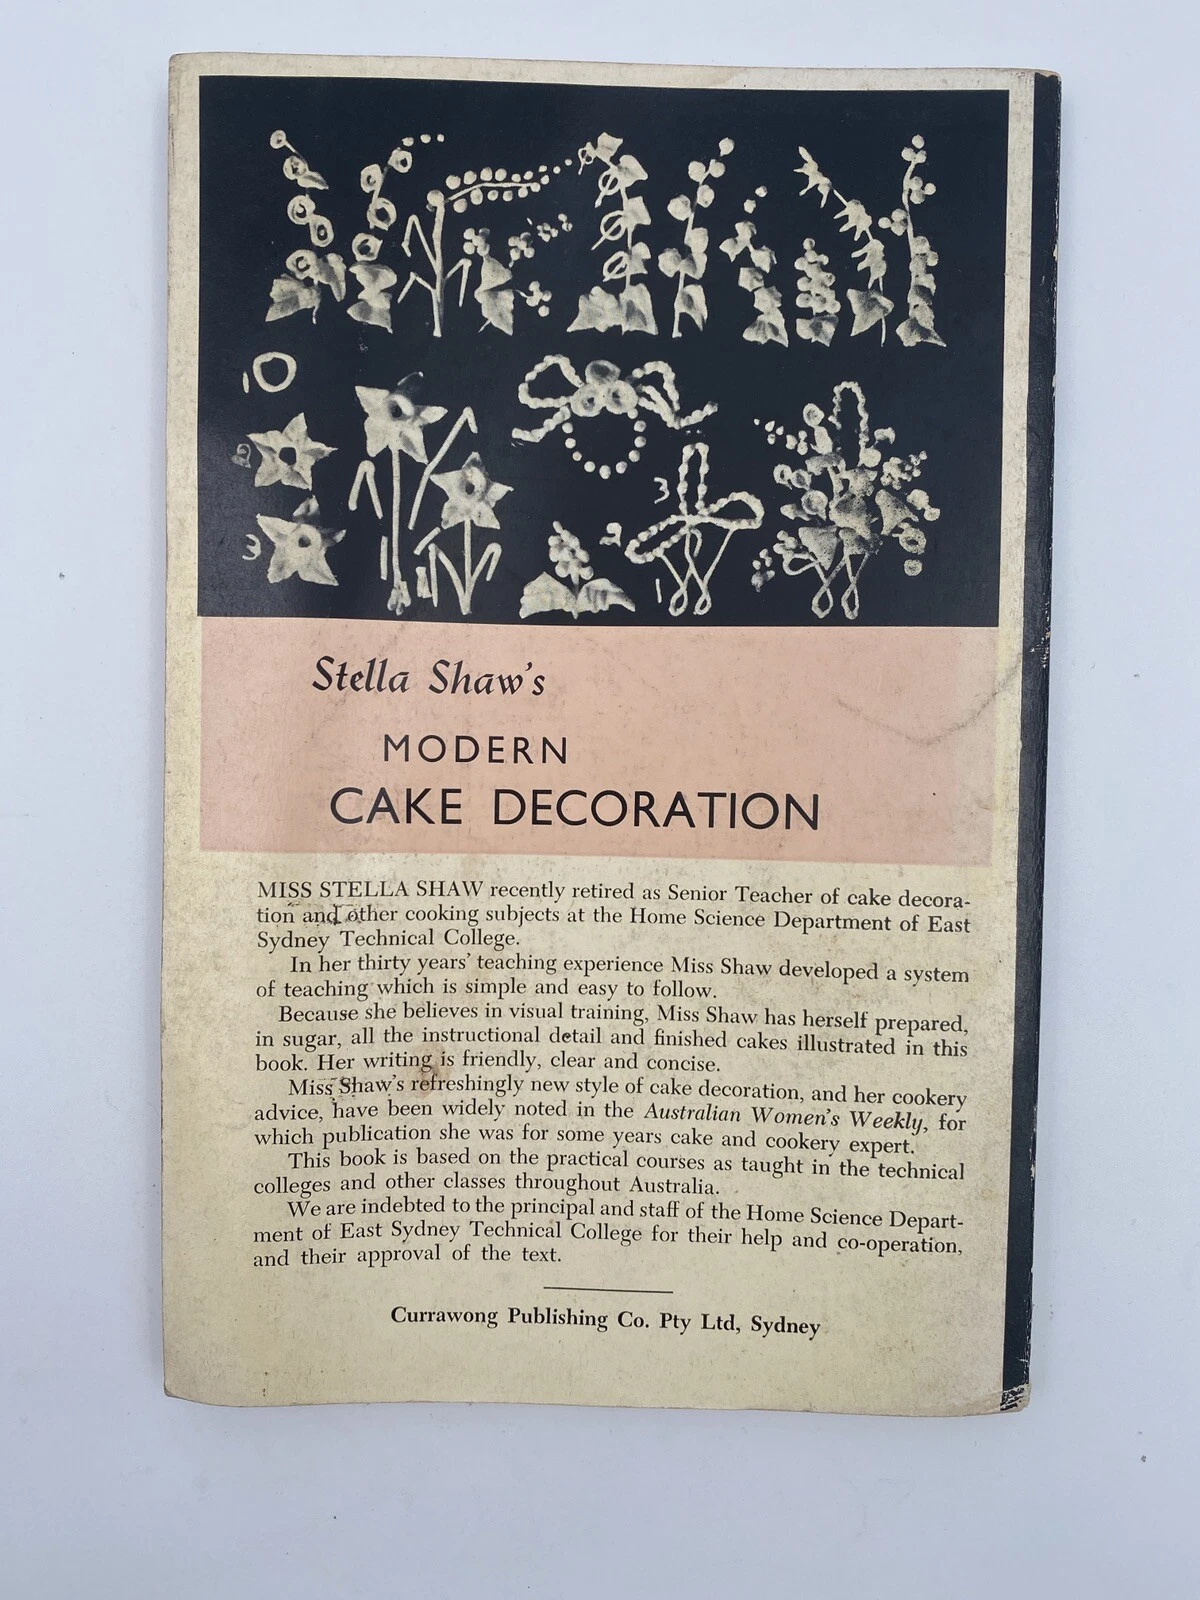 10
2
3
3
2
1
Stella Shaw's
MODERN
CAKE DECORATION
MISS STELLA SHAW recently retired as Senior Teacher of cake decora-
tion and other cooking subjects at the Home Science Department of East
Sydney Technical College.
In her thirty years' teaching experience Miss Shaw developed a system
of teaching which is simple and easy to follow.
Because she believes in visual training, Miss Shaw has herself prepared,
in sugar, all the instructional detail and finished cakes illustrated in this
book. Her writing is friendly, clear and concise.
Miss Shaw's refreshingly new style of cake decoration, and her cookery
advice, have been widely noted in the Australian Women's Weekly, for
which publication she was for some years cake and cookery expert.
This book is based on the practical courses as taught in the technical
colleges and other classes throughout Australia.
We are indebted to the principal and staff of the Home Science Depart-
ment of East Sydney Technical College for their help and co-operation,
and their approval of the text.
Currawong Publishing Co. Pty Ltd, Sydney